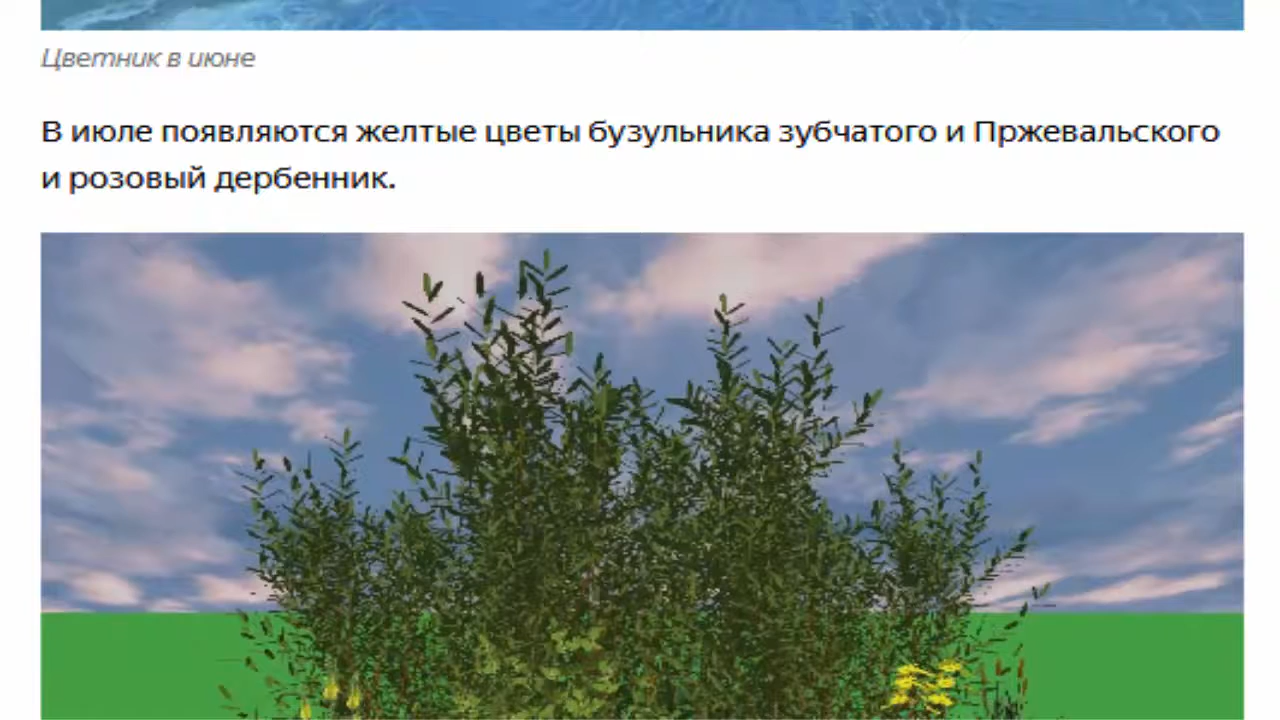 Цветник в июне
В июле появляются желтые цветы бузульника зубчатого и Пржевальского
и розовый дербенник.